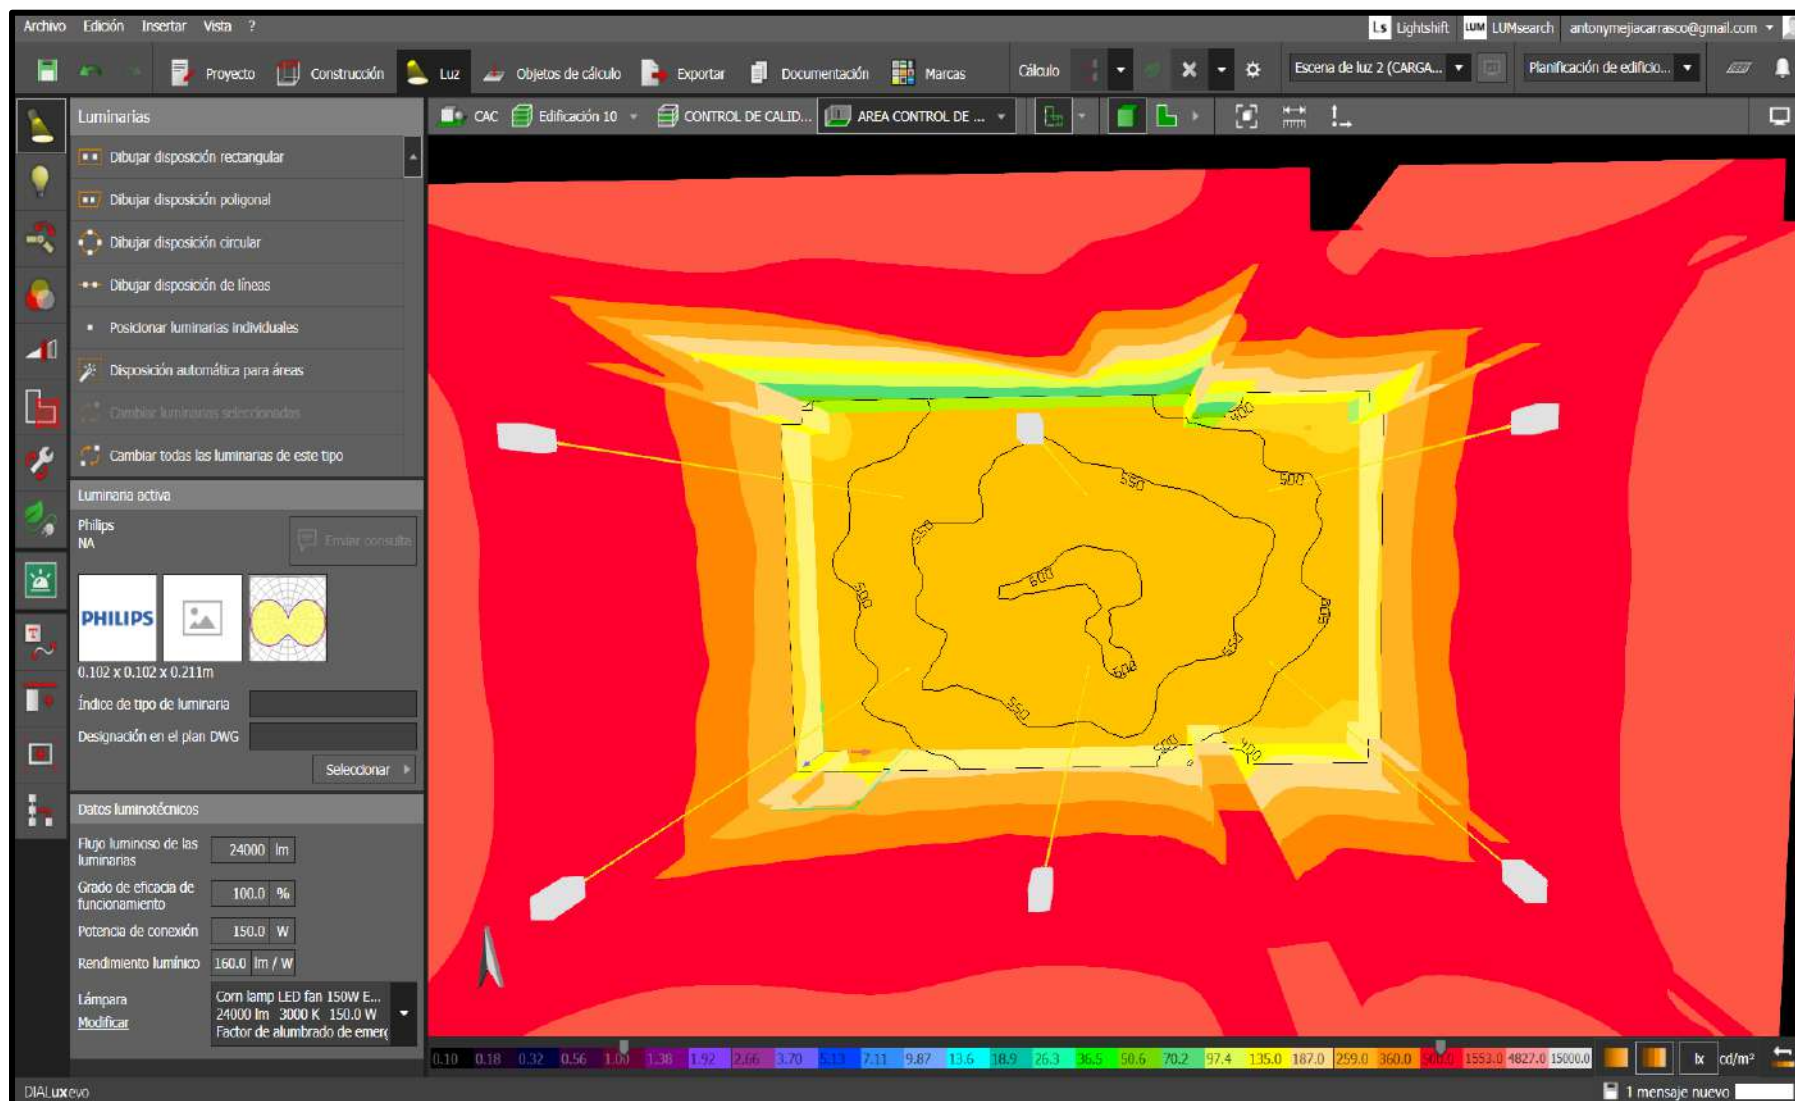 Archivo Edición Insertar Vista ?
Ls Lightshift LUM LUMsearch antonymejiacarrasco@gmail.com
Proyecto Construcción Luz Objetos de cálculo Exportar Documentación Marcas Cálculo Escena de luz 2 (CARGA... Planificación de edificio...
Luminarias
CAC Edificación 10 CONTROL DE CALID... AREA CONTROL DE ...
Dibujar disposición rectangular
Dibujar disposición poligonal
Dibujar disposición circular
Dibujar disposición de líneas
Posicionar luminarias individuales
Disposición automática para áreas
Cambiar luminarias seleccionadas
Cambiar todas las luminarias de este tipo
Luminaria activa
Philips
NA
Enviar consulta
PHILIPS
0.102 x 0.102 x 0.211m
Índice de tipo de luminaria
Designación en el plan DWG
Seleccionar
Datos luminotécnicos
Flujo luminoso de las
luminarias
24000 lm
Grado de eficacia de
funcionamiento
100.0 %
Potencia de conexión 150.0 W
Rendimiento lumínico 160.0 lm / W
Lámpara
Modificar
Corn lamp LED fan 150W E...
24000 lm 3000 K 150.0 W
Factor de alumbrado de emerg
400
500
550
550
600
500
500
550
600
550
500
400
0.10 0.18 0.32 0.56 1.00 1.38 1.92 2.66 3.70 5.13 7.11 9.87 13.6 18.9 26.3 36.5 50.6 70.2 97.4 135.0 187.0 259.0 360.0 500.0 1553.0 4827.0 15000.0 lx cd/m²
DIALux evo
1 mensaje nuevo